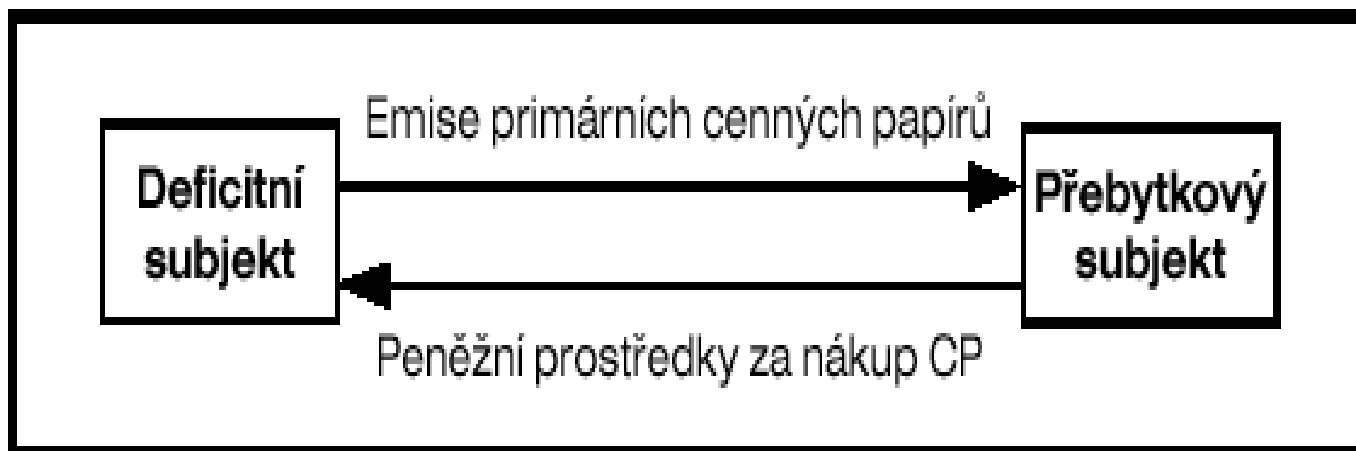 Emise primárních cenných papírů
Deficitní
subjekt
Přebytkový
subjekt
Peněžní prostředky za nákup CP